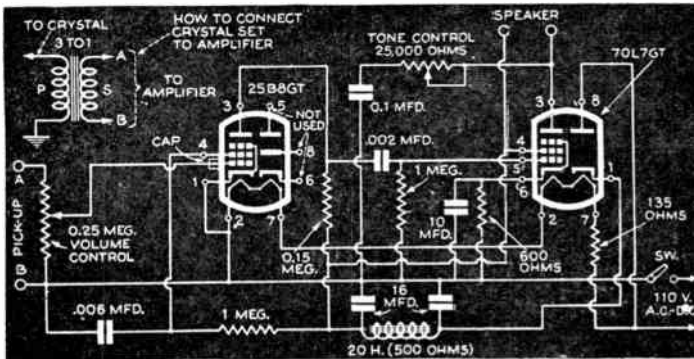 TO CRYSTAL
3 TO 1
A
P
S
B
HOW TO CONNECT
CRYSTAL SET
TO AMPLIFIER
TO
AMPLIFIER
25B8GT
3
5
NOT
USED
8
6
4
CAP
1
2
7
SPEAKER
TONE CONTROL
25,000 OHMS
0.1 MFD.
.002 MFD.
1 MEG.
70L7GT
3
8
4
5
6
1
2
7
135
OHMS
A
PICK-UP
B
0.25 MEG.
VOLUME
CONTROL
0.15
MEG.
10
MFD.
600
OHMS
SW.
.006 MFD.
1 MEG.
16
MFD.
20 H. (500 OHMS)
110 V.
A.C.-D.C.